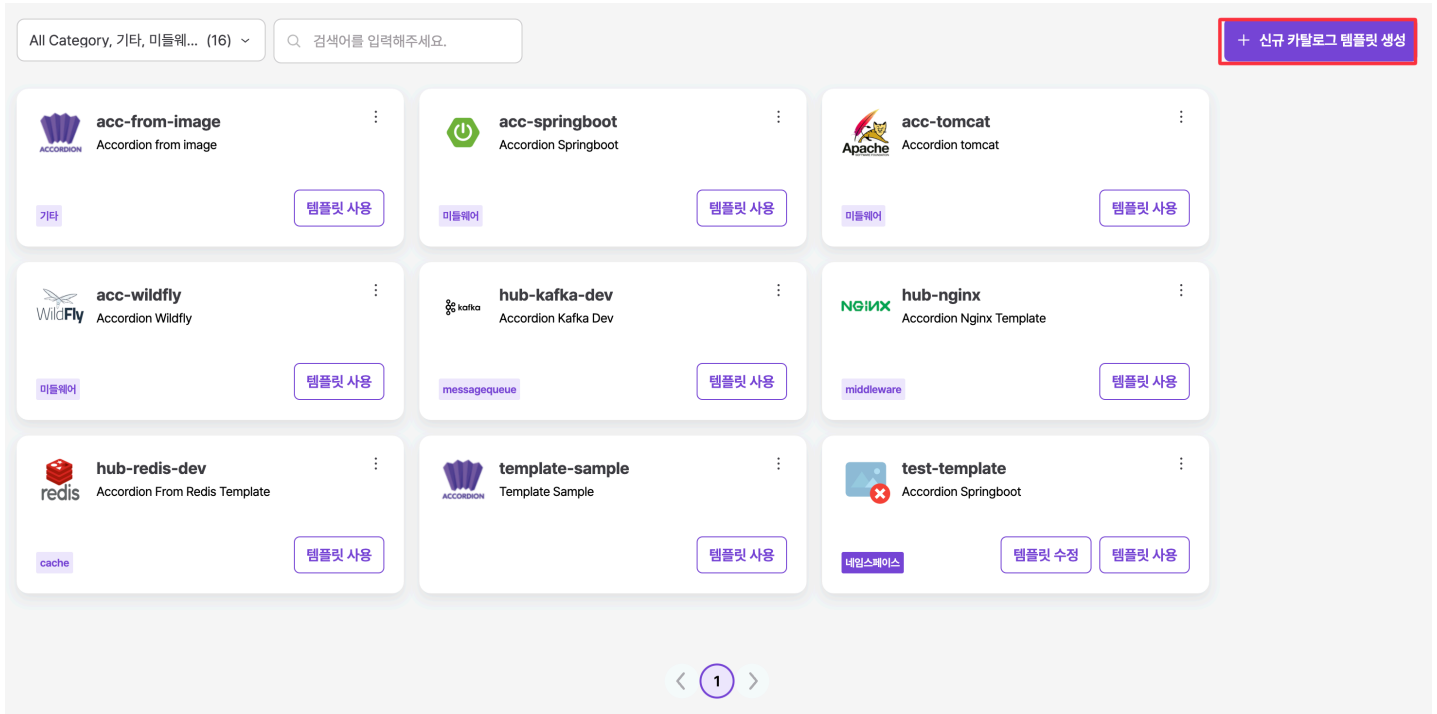 All Category, 기타, 미들웨... (16)
검색어를 입력해주세요.
+ 신규 카탈로그 템플릿 생성
ACCORDION
acc-from-image
Accordion from image
기타
템플릿 사용
acc-springboot
Accordion Springboot
미들웨어
템플릿 사용
Apache
SOFTWARE FOUNDATION
acc-tomcat
Accordion tomcat
미들웨어
템플릿 사용
WildFly
acc-wildfly
Accordion Wildfly
미들웨어
템플릿 사용
kafka
hub-kafka-dev
Accordion Kafka Dev
messagequeue
템플릿 사용
NGINX
hub-nginx
Accordion Nginx Template
middleware
템플릿 사용
redis
hub-redis-dev
Accordion From Redis Template
cache
템플릿 사용
ACCORDION
template-sample
Template Sample
템플릿 사용
test-template
Accordion Springboot
네임스페이스
템플릿 수정
템플릿 사용
1